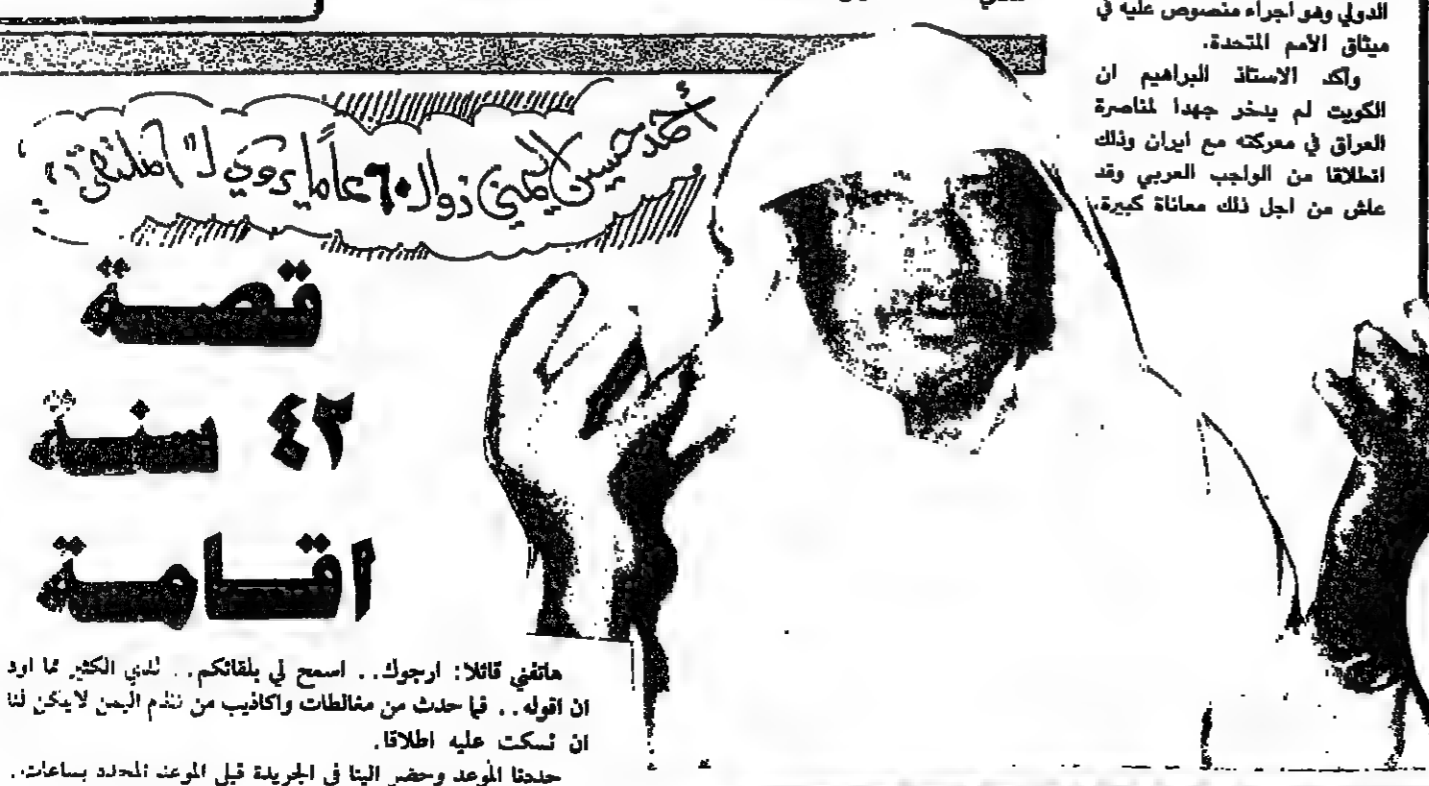 الدولي وهو اجراء منصوص عليه في
ميثاق الامم المتحدة.
واكد الاستاذ البراهيم ان
الكويت لم يدخر جهدا لمناصرة
العراق في معركته مع ايران وذلك
انطلاقا من الواجب العربي وقد
عاش من اجل ذلك معاناة كبيرة،
أحمد حسين اليمني ذوالـ٦٠عاماً يروي لـ"
قصة
٤٢ سنة
اقامة
هاتفني قائلا: ارجوك.. اسمح لي بلقائكم.. لدي الكثير مما اود
ان اقوله.. فما حدث من مغالطات واكاذيب من نظام اليمن لايمكن لنا
ان نسكت عليه اطلاقا.
حددنا الموعد وحضر الينا في الجريدة قبل الموعد المحدد بساعات..